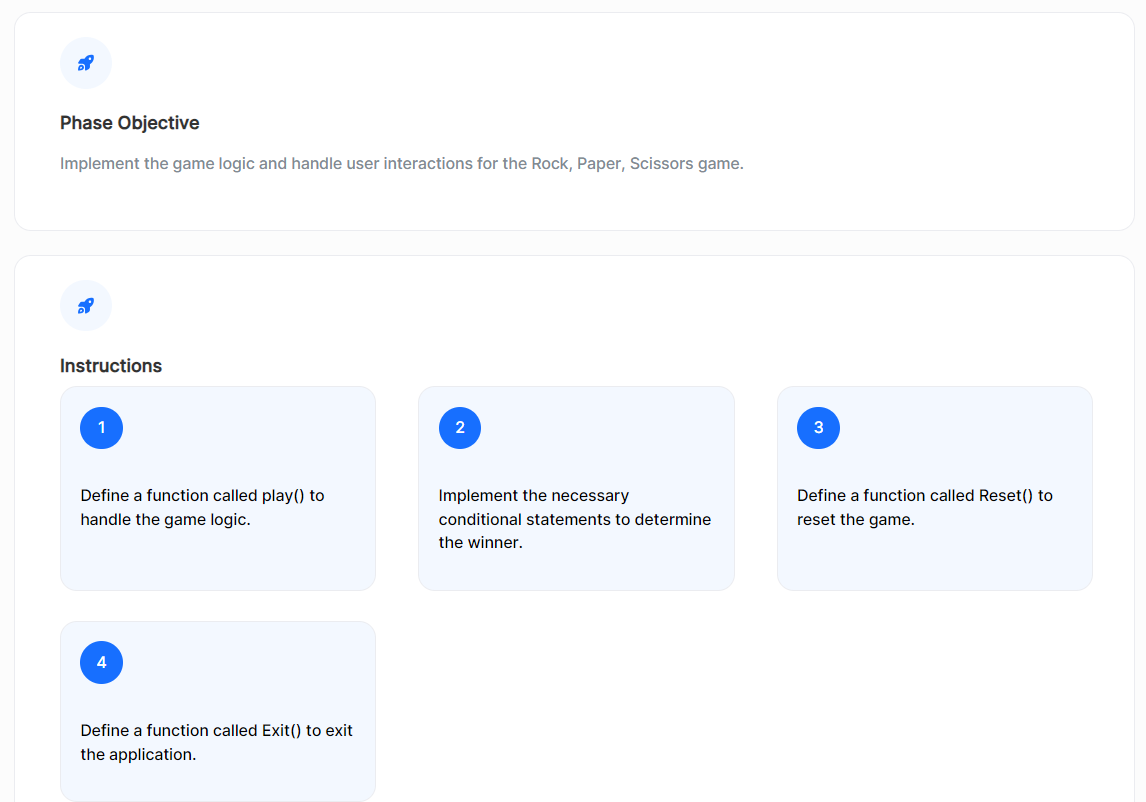 Phase Objective
Implement the game logic and handle user interactions for the Rock, Paper, Scissors game.
Instructions
1
Define a function called play() to
handle the game logic.
2
Implement the necessary
conditional statements to determine
the winner.
3
Define a function called Reset() to
reset the game.
4
Define a function called Exit() to exit
the application.